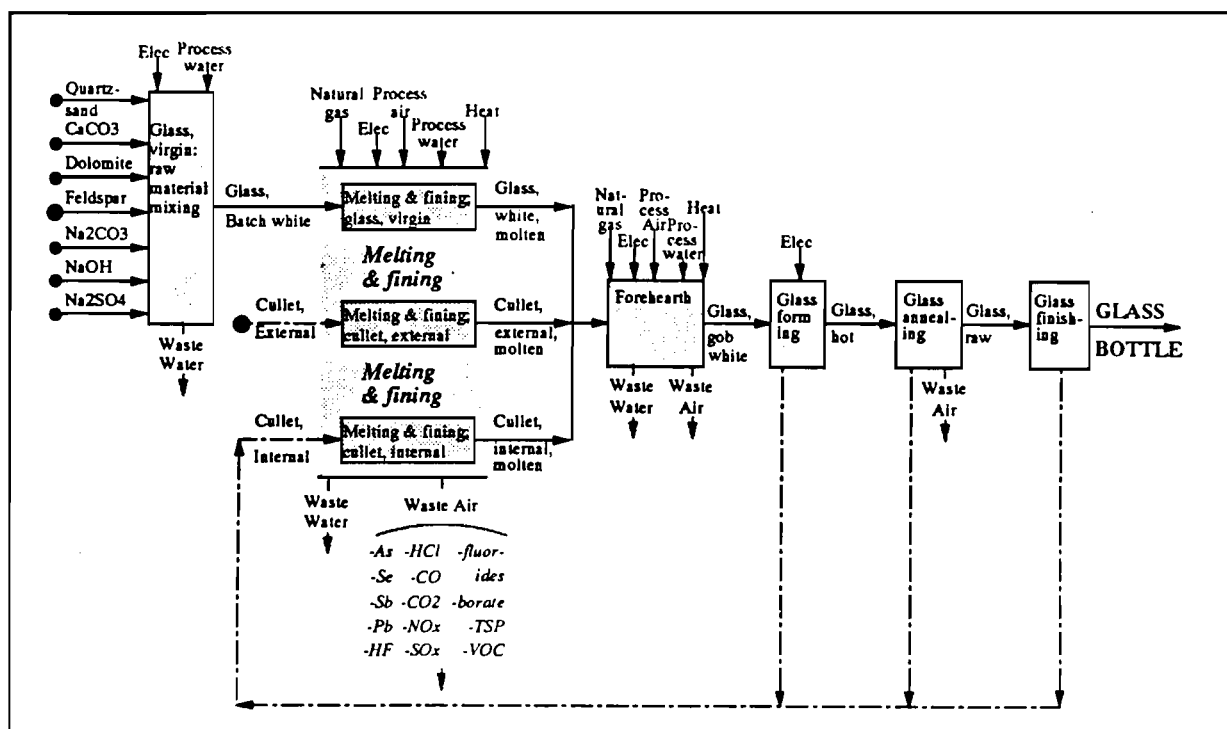 Elec
Process
water
Quartz-
sand
CaCO3
Dolomite
Feldspar
Na2CO3
NaOH
Na2SO4
Glass,
virgin:
raw
material
mixing
Waste
Water
Glass,
Batch white
Natural
gas
Elec
Process
air
Process
water
Heat
Melting & fining;
glass, virgin
Glass,
white,
molten
Melting
& fining
Cullet,
External
Melting & fining;
cullet, external
Cullet,
external,
molten
Melting
& fining
Cullet,
Internal
Melting & fining;
cullet, internal
Cullet,
internal,
molten
Waste
Water
Waste Air
-As -HCl -fluor-
-Se -CO ides
-Sb -CO2 -borate
-Pb -NOx -TSP
-HF -SOx -VOC
Nat-
ural
gas
Elec
Pro-
cess
Air
Pro-
cess
water
Heat
Forehearth
Waste
Water
Waste
Air
Glass,
gob
white
Elec
Glass
form
ing
Glass,
hot
Glass
anneal-
ing
Waste
Air
Glass,
raw
Glass
finish-
ing
GLASS
BOTTLE